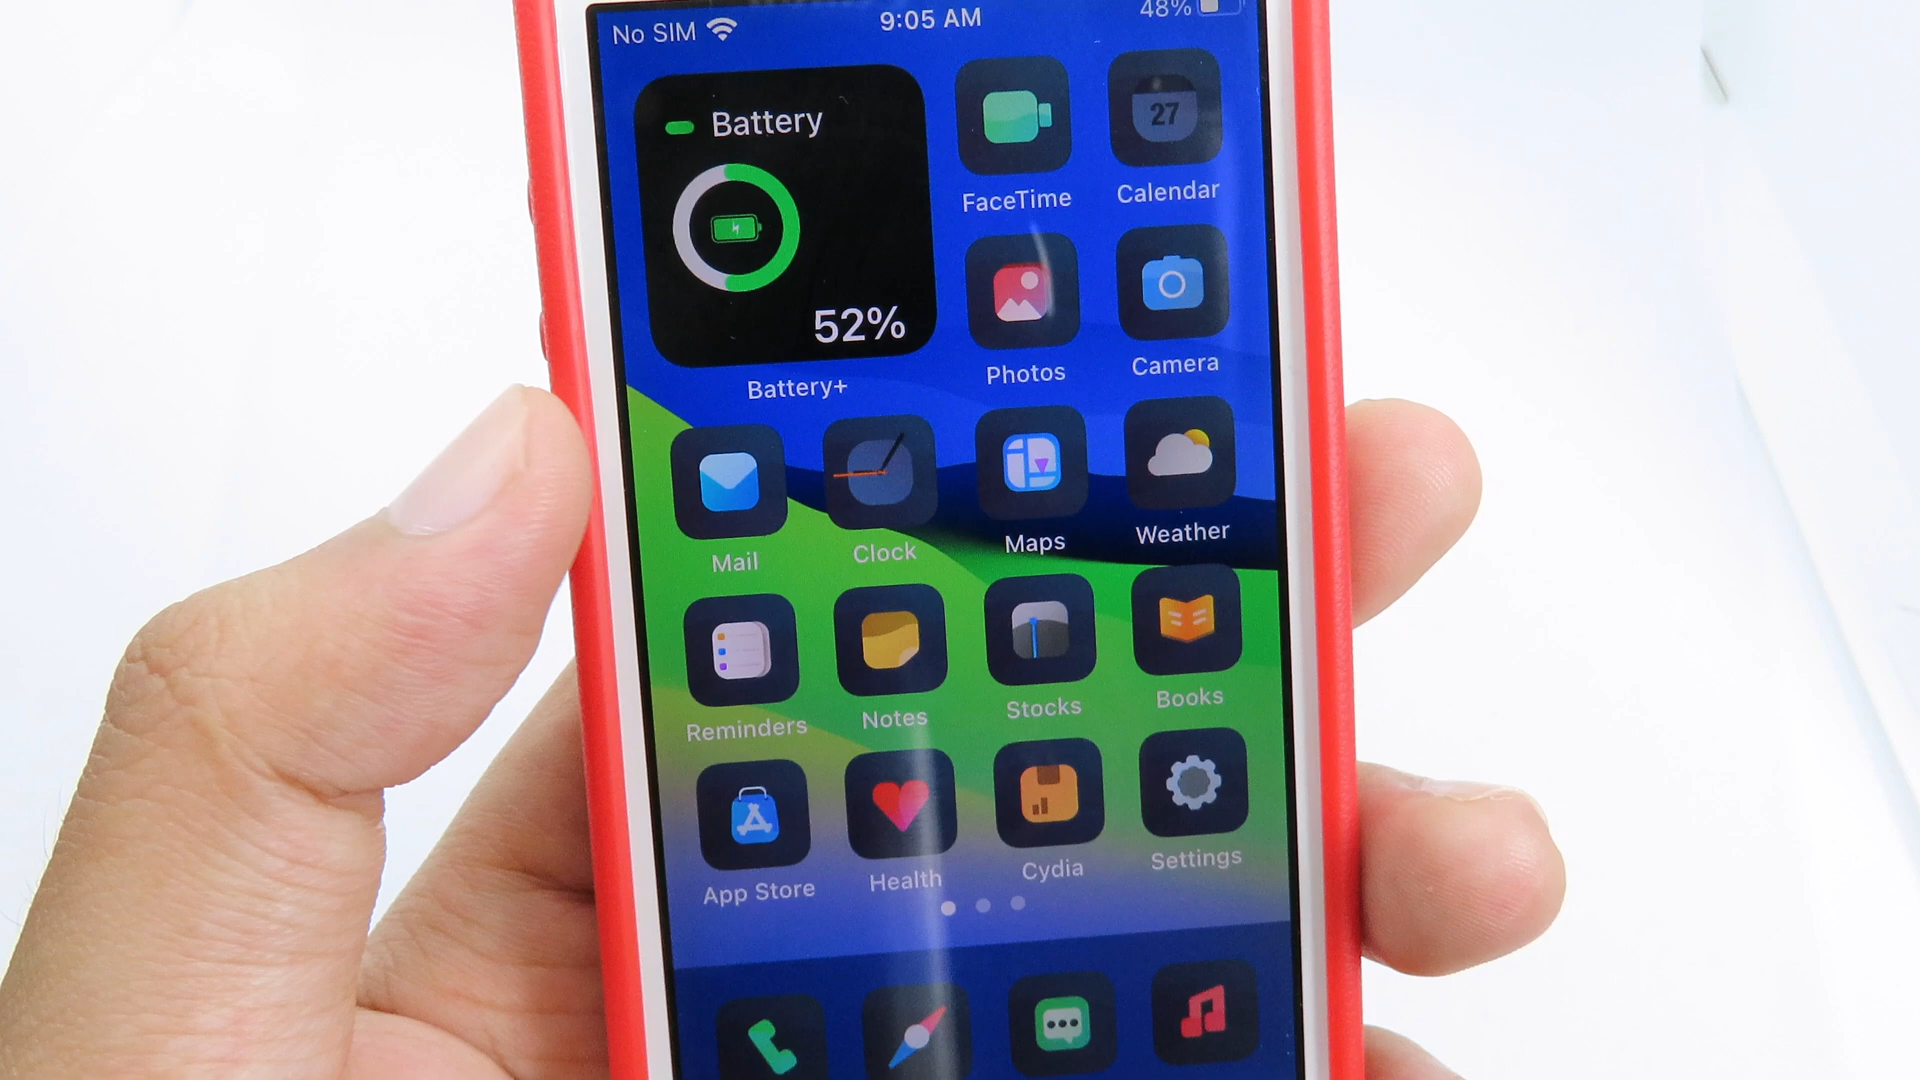 No SIM 9:05 AM 48%
Battery
52%
Battery+
FaceTime
27
Calendar
Photos
Camera
Mail
Clock
Maps
Weather
Reminders
Notes
Stocks
Books
App Store
Health
Cydia
Settings